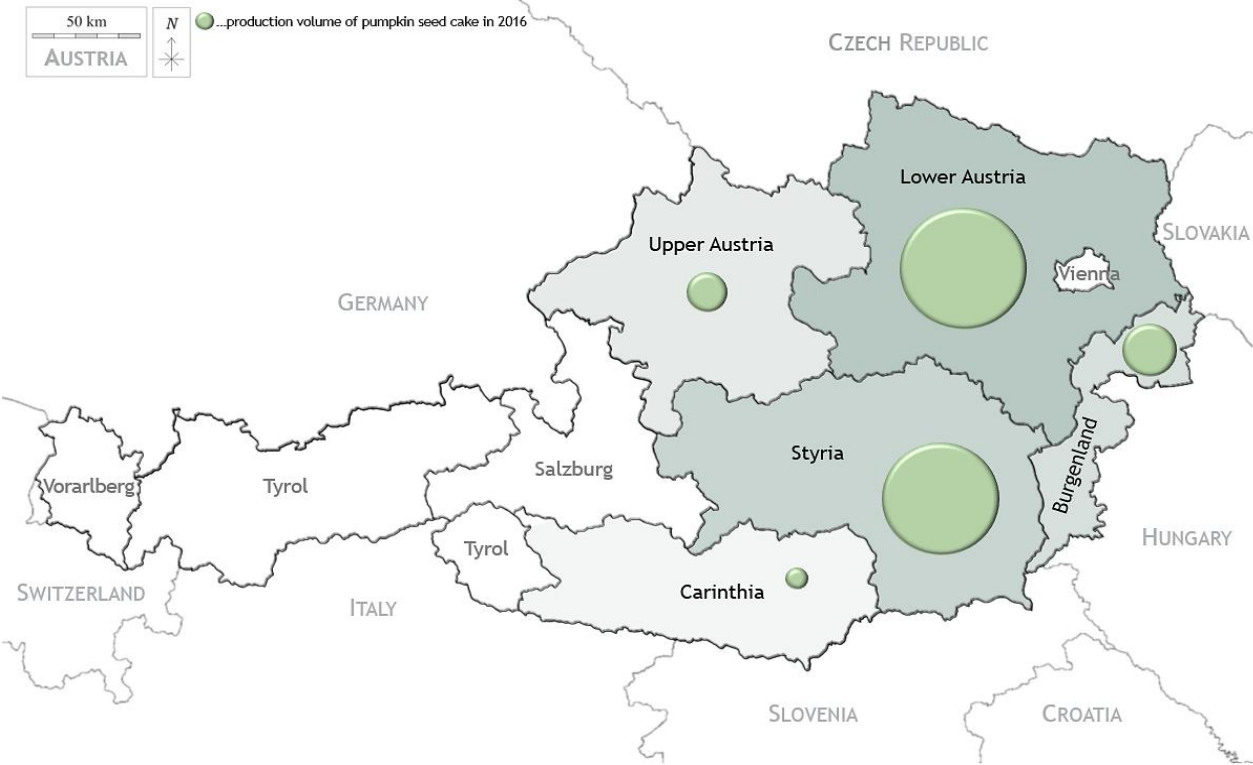 50 km
AUSTRIA
N
...production volume of pumpkin seed cake in 2016
CZECH REPUBLIC
Lower Austria
SLOVAKIA
Upper Austria
Vienna
GERMANY
Styria
Burgenland
Salzburg
Vorarlberg
Tyrol
HUNGARY
Tyrol
Carinthia
SWITZERLAND
ITALY
SLOVENIA
CROATIA